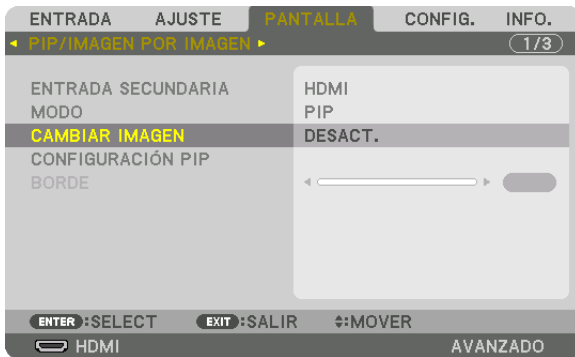 ENTRADA AJUSTE PANTALLA CONFIG. INFO.
PIP/IMAGEN POR IMAGEN 1/3
ENTRADA SECUNDARIA HDMI
MODO PIP
CAMBIAR IMAGEN DESACT.
CONFIGURACIÓN PIP
BORDE
ENTER :SELECT EXIT :SALIR :MOVER
HDMI AVANZADO